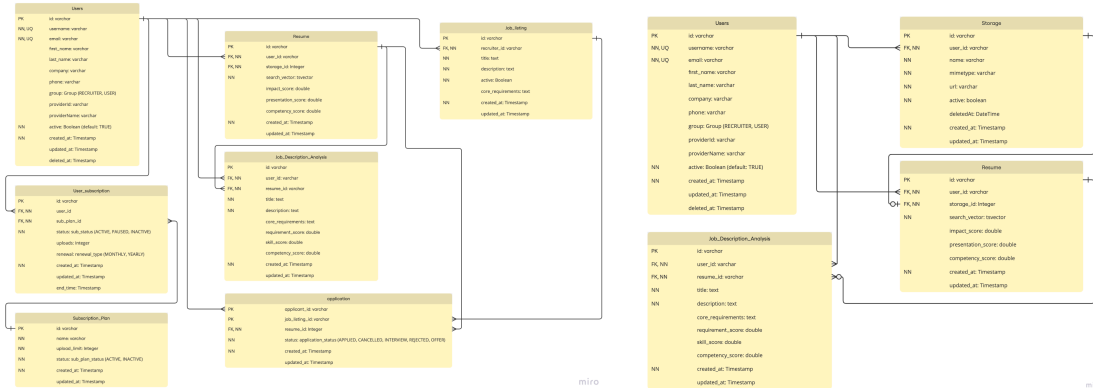 Users
PK id: varchar
NN, UQ username: varchar
NN, UQ email: varchar
first_name: varchar
last_name: varchar
company: varchar
phone: varchar
group: Group (RECRUITER, USER)
providerId: varchar
providerName: varchar
NN active: Boolean (default: TRUE)
NN created_at: Timestamp
updated_at: Timestamp
deleted_at: Timestamp
User_subscription
PK id: varchar
FK, NN user_id
FK, NN sub_plan_id
NN status: sub_status (ACTIVE, PAUSED, INACTIVE)
uploads: Integer
renewal: renewal_type (MONTHLY, YEARLY)
NN created_at: Timestamp
updated_at: Timestamp
end_time: Timestamp
Subscription_Plan
PK id: varchar
NN name: varchar
NN upload_limit: Integer
NN status: sub_plan_status (ACTIVE, INACTIVE)
NN created_at: Timestamp
updated_at: Timestamp
Resume
PK id: varchar
FK, NN user_id: varchar
FK, NN storage_id: Integer
NN search_vector: tsvector
impact_score: double
presentation_score: double
competency_score: double
NN created_at: Timestamp
updated_at: Timestamp
Job_Description_Analysis
PK id: varchar
FK, NN user_id: varchar
FK, NN resume_id: varchar
NN title: text
NN description: text
core_requirements: text
requirement_score: double
skill_score: double
competency_score: double
NN created_at: Timestamp
updated_at: Timestamp
application
PK applicant_id: varchar
PK job_listing_id: varchar
FK, NN resume_id: Integer
NN status: application_status (APPLIED, CANCELLED, INTERVIEW, REJECTED, OFFER)
NN created_at: Timestamp
updated_at: Timestamp
Job_listing
PK id: varchar
FK, NN recruiter_id: varchar
NN title: text
NN description: text
NN active: Boolean
core_requirements: text
NN created_at: Timestamp
updated_at: Timestamp
miro
Users
PK id: varchar
NN, UQ username: varchar
NN, UQ email: varchar
first_name: varchar
last_name: varchar
company: varchar
phone: varchar
group: Group (RECRUITER, USER)
providerId: varchar
providerName: varchar
NN active: Boolean (default: TRUE)
NN created_at: Timestamp
updated_at: Timestamp
deleted_at: Timestamp
Job_Description_Analysis
PK id: varchar
FK, NN user_id: varchar
FK, NN resume_id: varchar
NN title: text
NN description: text
core_requirements: text
requirement_score: double
skill_score: double
competency_score: double
NN created_at: Timestamp
updated_at: Timestamp
Storage
PK id: varchar
FK, NN user_id: varchar
NN name: varchar
NN mimetype: varchar
NN url: varchar
NN active: boolean
deletedAt: DateTime
NN created_at: Timestamp
updated_at: Timestamp
Resume
PK id: varchar
FK, NN user_id: varchar
FK, NN storage_id: Integer
NN search_vector: tsvector
impact_score: double
presentation_score: double
competency_score: double
NN created_at: Timestamp
updated_at: Timestamp